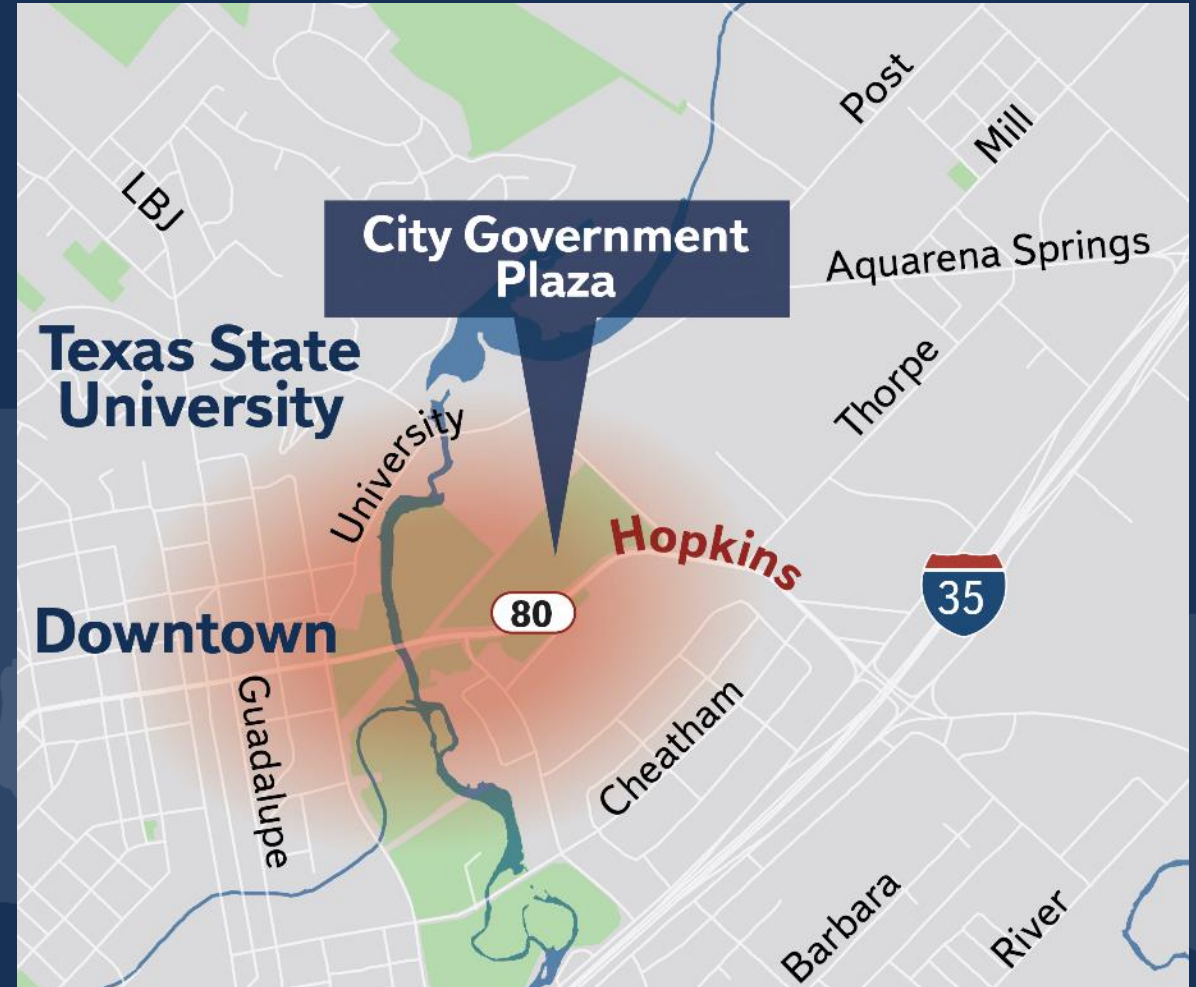 Post
Mill
LBJ
City Government
Plaza
Aquarena Springs
Texas State
University
Thorpe
University
Hopkins
35
80
Downtown
Guadalupe
Cheatham
Barbara
River